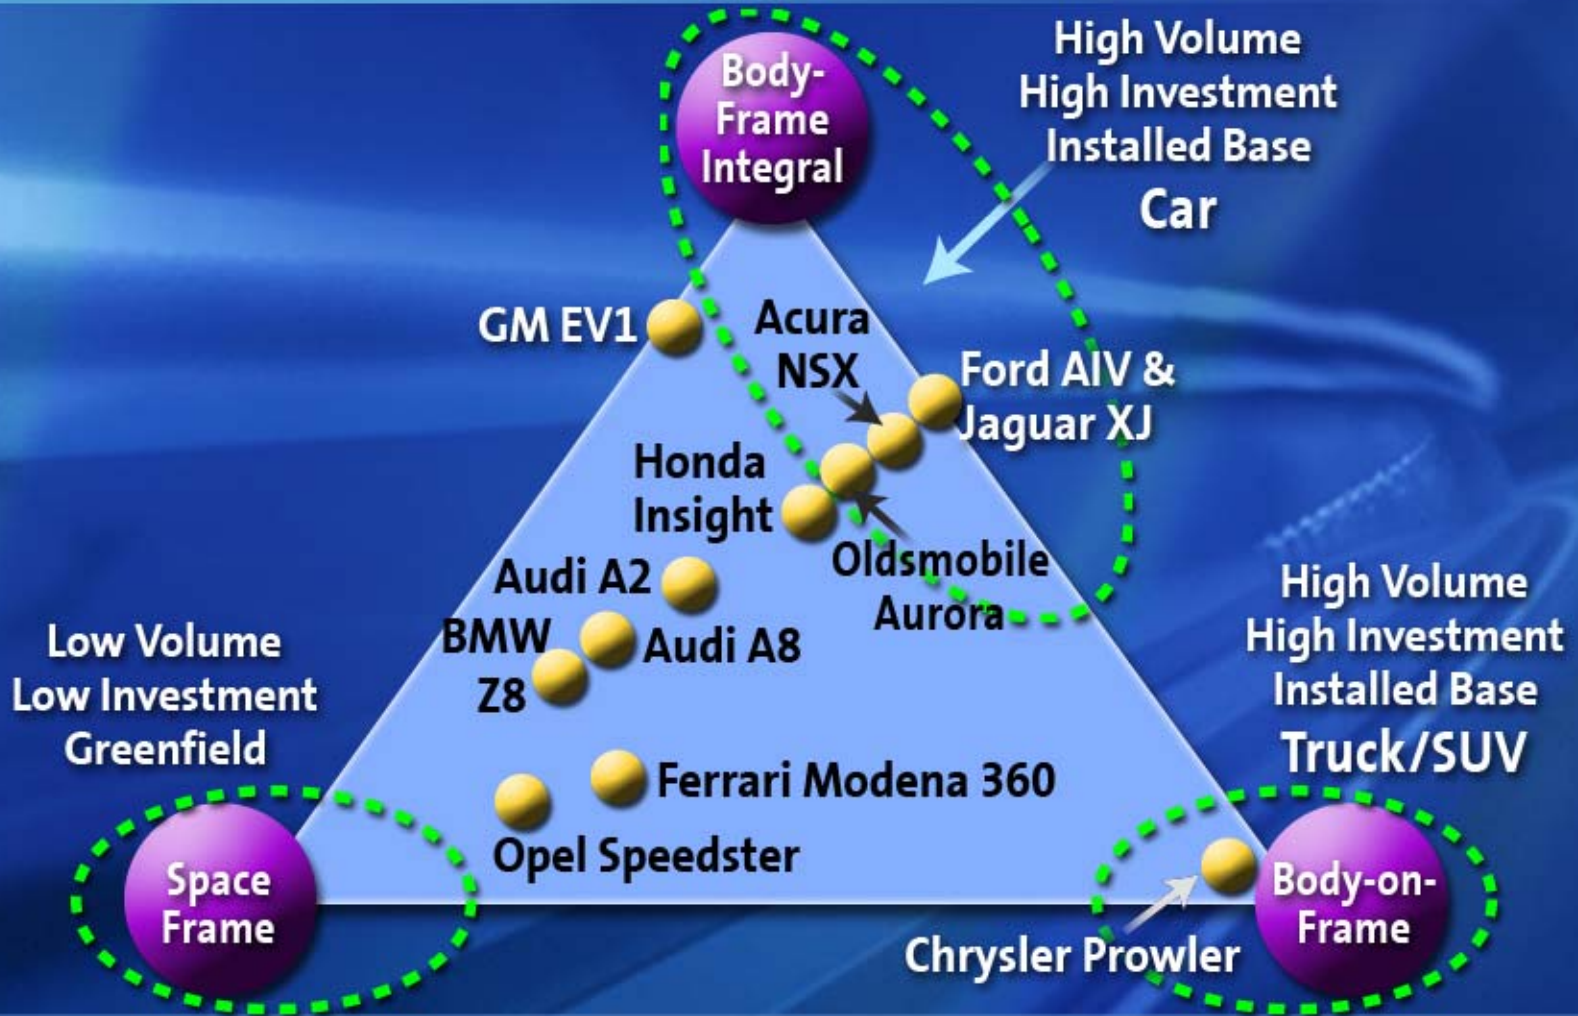 Body-
Frame
Integral
High Volume
High Investment
Installed Base
Car
GM EV1
Acura
NSX
Ford AIV &
Jaguar XJ
Honda
Insight
Oldsmobile
Aurora
Audi A2
BMW
Z8
Audi A8
Low Volume
Low Investment
Greenfield
High Volume
High Investment
Installed Base
Truck/SUV
Ferrari Modena 360
Opel Speedster
Space
Frame
Body-on-
Frame
Chrysler Prowler